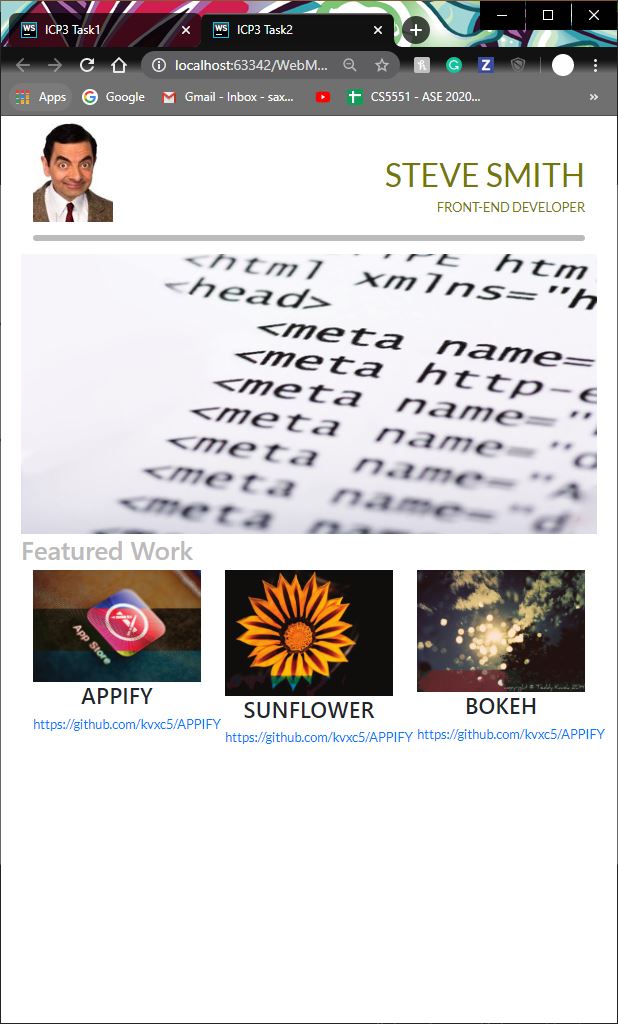 ICP3 Task1
ICP3 Task2
localhost:63342/WebM...
Apps
Google
Gmail - Inbox - sax...
CS5551 - ASE 2020...
STEVE SMITH
FRONT-END DEVELOPER
<html
xmlns="h
<head>
<meta name=
<meta http-e
<meta name="
<meta name="d
<meta name="A
<meta name="d
<meta
Featured Work
App Store
Copyright © Teddy
APPIFY
SUNFLOWER
BOKEH
https://github.com/kvxc5/APPIFY
https://github.com/kvxc5/APPIFY
https://github.com/kvxc5/APPIFY